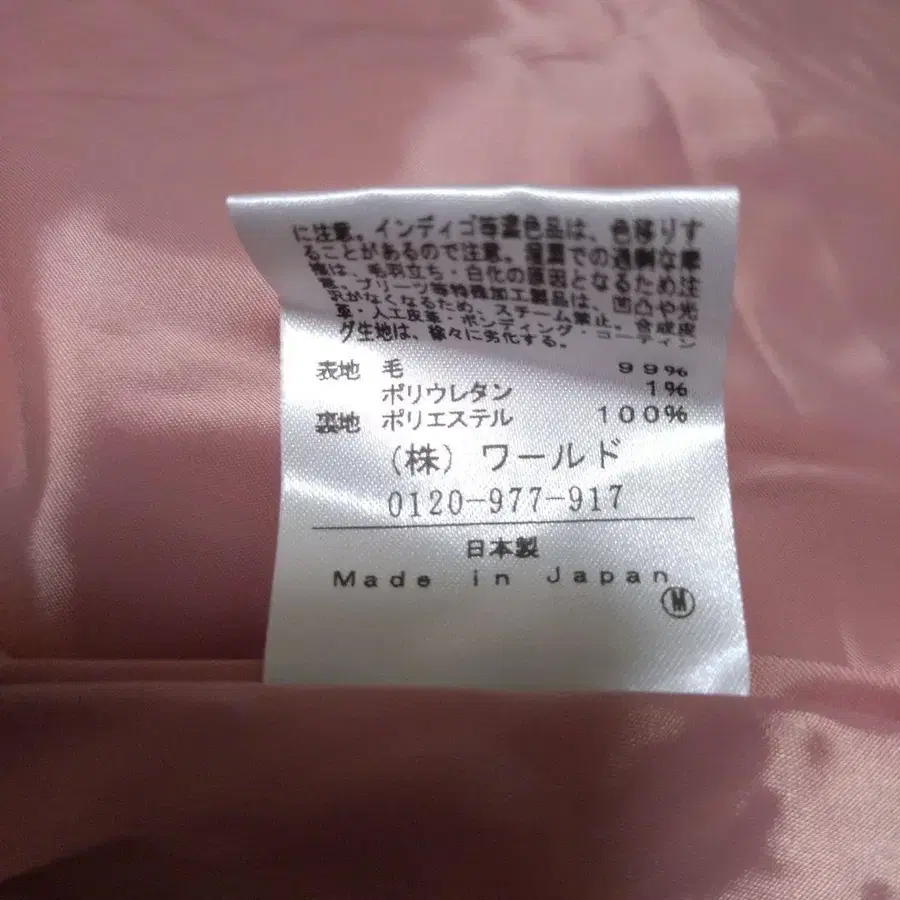 に注意。インディゴ等濃色品は、色移りす
ることがあるので注意。湿潤での過剰な摩
擦は、毛羽立ち・白化の原因となるため注
意。プリーツ等特殊加工製品は、凹凸や光
沢がなくなるため、スチーム禁止。合成皮
革・人工皮革・ボンディング・コーティン
グ生地は、徐々に劣化する。
表地 毛 99%
ポリウレタン 1%
裏地 ポリエステル 100%
(株) ワールド
0120-977-917
日本製
Made in Japan
M